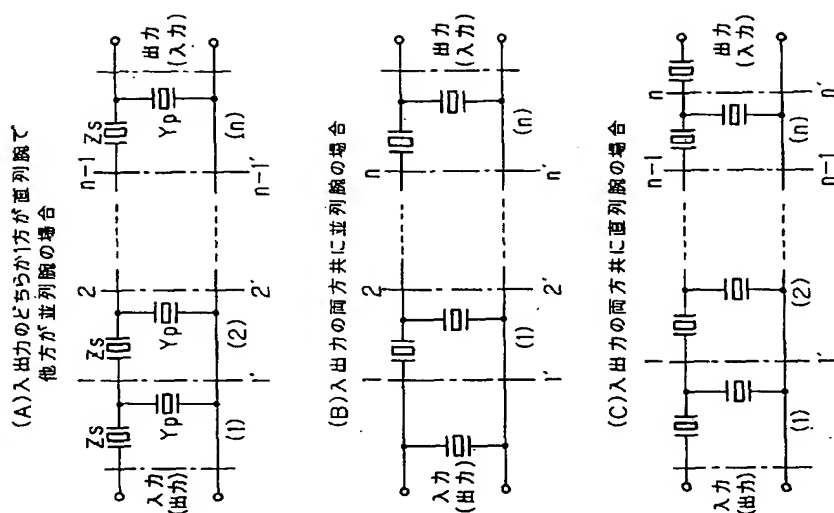 (A)入出力のどちらか1方が直列腕で
他方が並列腕の場合
n-1
Zs
出力
(入力)
Yp
(n)
n-1'
2
Zs
Yp
(2)
2'
1
Zs
Yp
(1)
1'
入力
(出力)
(B)入出力の両方共に並列腕の場合
n
出力
(入力)
(n)
n'
2
(1)
2'
1
1'
入力
(出力)
(C)入出力の両方共に直列腕の場合
n-1
n
出力
(入力)
(n)
n-1
n'
(2)
1
1'
(1)
入力
(出力)